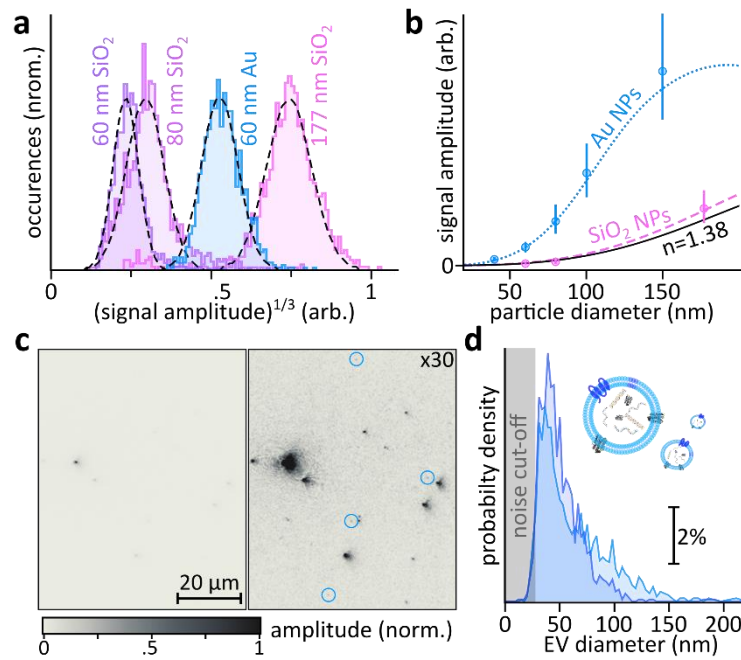 a
occurences (nrom.)
60 nm SiO2
80 nm SiO2
60 nm Au
177 nm SiO2
0
.5
1
(signal amplitude)1/3 (arb.)
b
signal amplitude (arb.)
Au NPs
SiO2 NPs
n=1.38
0
50
100
150
particle diameter (nm)
c
x30
20 μm
0
.5
1
amplitude (norm.)
d
probabilty density
noise cut-off
2%
0
50
100
150
200
EV diameter (nm)